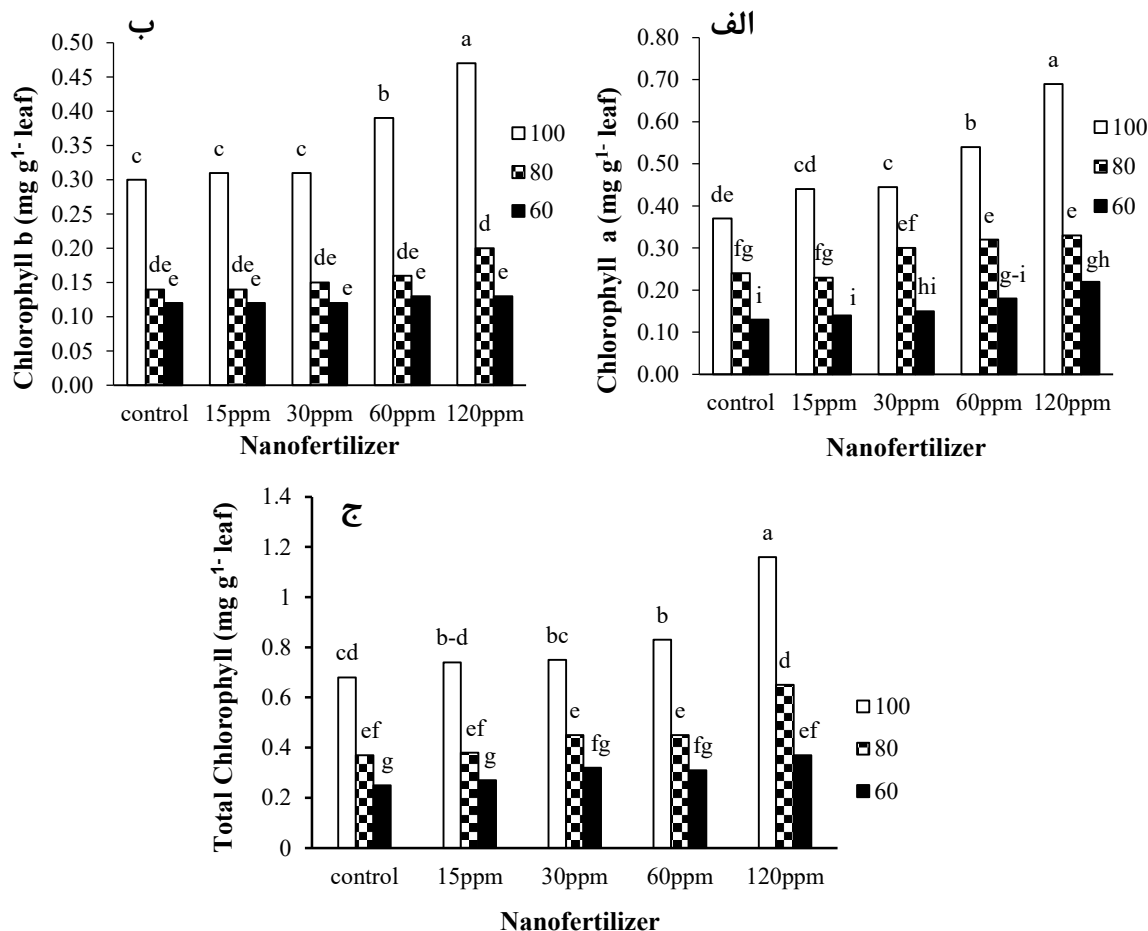 ب
Chlorophyll b (mg g¹⁻ leaf)
0.50
0.45
0.40
0.35
0.30
0.25
0.20
0.15
0.10
0.05
0.00
c c c b a
de de de de d
e e e e e
100
80
60
control 15ppm 30ppm 60ppm 120ppm
Nanofertilizer
الف
Chlorophyll a (mg g¹⁻ leaf)
0.80
0.70
0.60
0.50
0.40
0.30
0.20
0.10
0.00
de cd c b a
fg fg ef e e
i i hi g-i gh
100
80
60
control 15ppm 30ppm 60ppm 120ppm
Nanofertilizer
ج
Total Chlorophyll (mg g¹⁻ leaf)
1.4
1.2
1
0.8
0.6
0.4
0.2
0
cd b-d bc b a
ef ef e e d
g g fg fg ef
100
80
60
control 15ppm 30ppm 60ppm 120ppm
Nanofertilizer